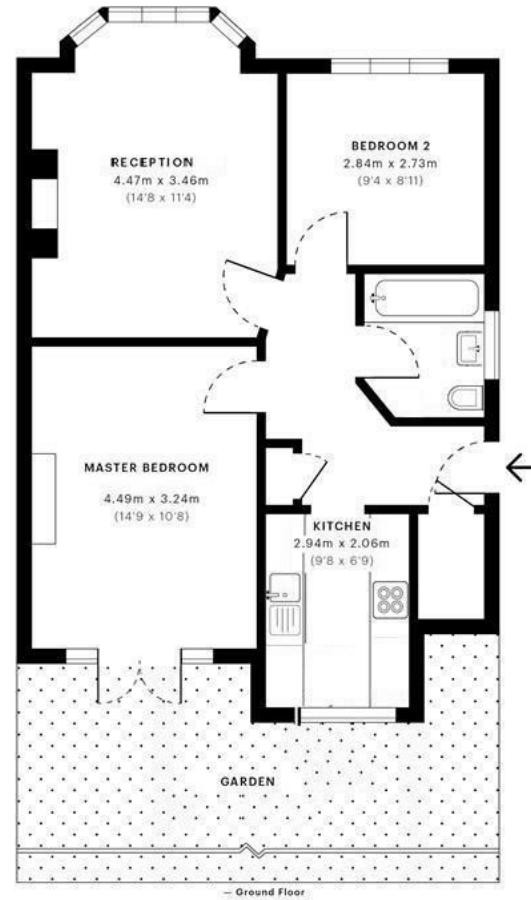 RECEPTION
4.47m x 3.46m
(14'8 x 11'4)
BEDROOM 2
2.84m x 2.73m
(9'4 x 8'11)
MASTER BEDROOM
4.49m x 3.24m
(14'9 x 10'8)
KITCHEN
2.94m x 2.06m
(9'8 x 6'9)
GARDEN
— Ground Floor